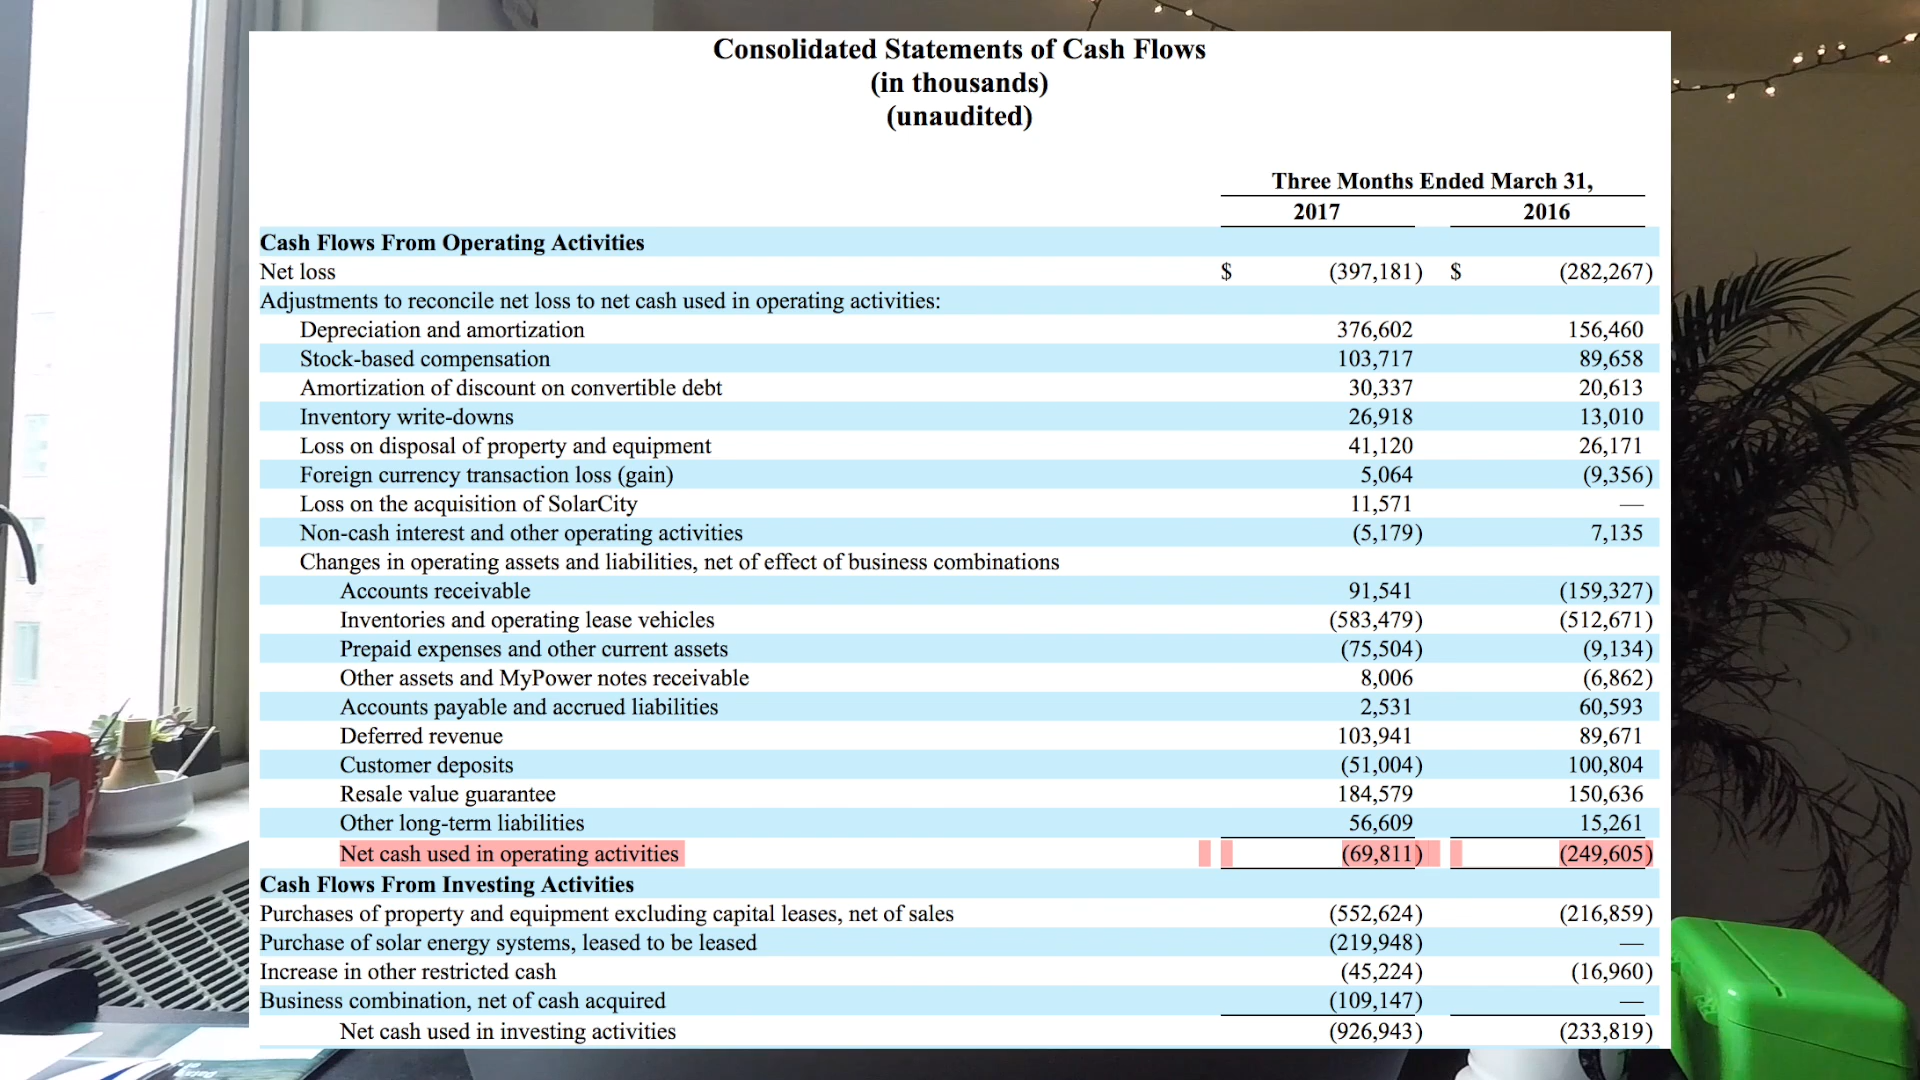 Consolidated Statements of Cash Flows
(in thousands)
(unaudited)
Three Months Ended March 31,
2017 2016
Cash Flows From Operating Activities
Net loss $ (397,181) $ (282,267)
Adjustments to reconcile net loss to net cash used in operating activities:
Depreciation and amortization 376,602 156,460
Stock-based compensation 103,717 89,658
Amortization of discount on convertible debt 30,337 20,613
Inventory write-downs 26,918 13,010
Loss on disposal of property and equipment 41,120 26,171
Foreign currency transaction loss (gain) 5,064 (9,356)
Loss on the acquisition of SolarCity 11,571 —
Non-cash interest and other operating activities (5,179) 7,135
Changes in operating assets and liabilities, net of effect of business combinations
Accounts receivable 91,541 (159,327)
Inventories and operating lease vehicles (583,479) (512,671)
Prepaid expenses and other current assets (75,504) (9,134)
Other assets and MyPower notes receivable 8,006 (6,862)
Accounts payable and accrued liabilities 2,531 60,593
Deferred revenue 103,941 89,671
Customer deposits (51,004) 100,804
Resale value guarantee 184,579 150,636
Other long-term liabilities 56,609 15,261
Net cash used in operating activities (69,811) (249,605)
Cash Flows From Investing Activities
Purchases of property and equipment excluding capital leases, net of sales (552,624) (216,859)
Purchase of solar energy systems, leased to be leased (219,948) —
Increase in other restricted cash (45,224) (16,960)
Business combination, net of cash acquired (109,147) —
Net cash used in investing activities (926,943) (233,819)